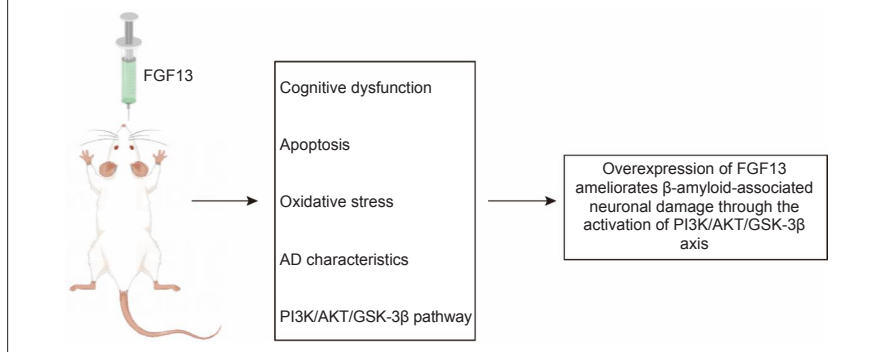 FGF13
Cognitive dysfunction
Apoptosis
Oxidative stress
AD characteristics
PI3K/AKT/GSK-3β pathway
Overexpression of FGF13
ameliorates β-amyloid-associated
neuronal damage through the
activation of PI3K/AKT/GSK-3β
axis